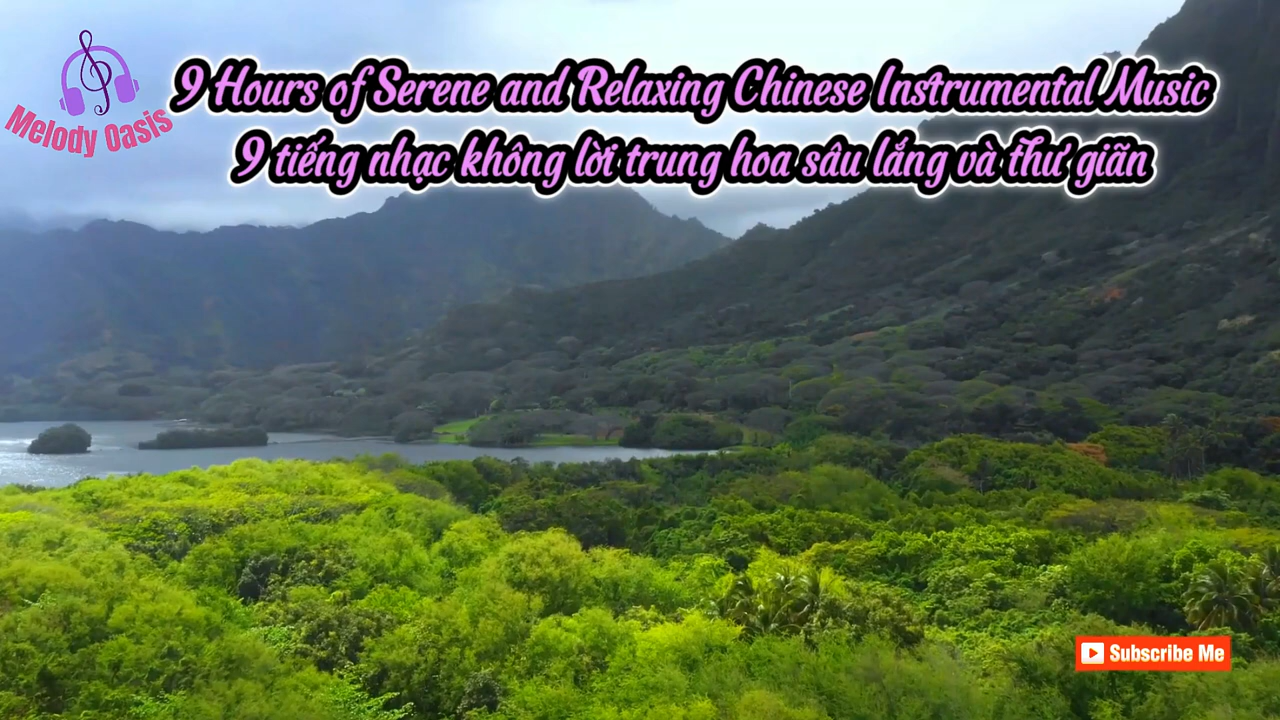 Melody Oasis
9 Hours of Serene and Relaxing Chinese Instrumental Music
9 tiếng nhạc không lời trung hoa sâu lắng và thư giãn
Subscribe Me